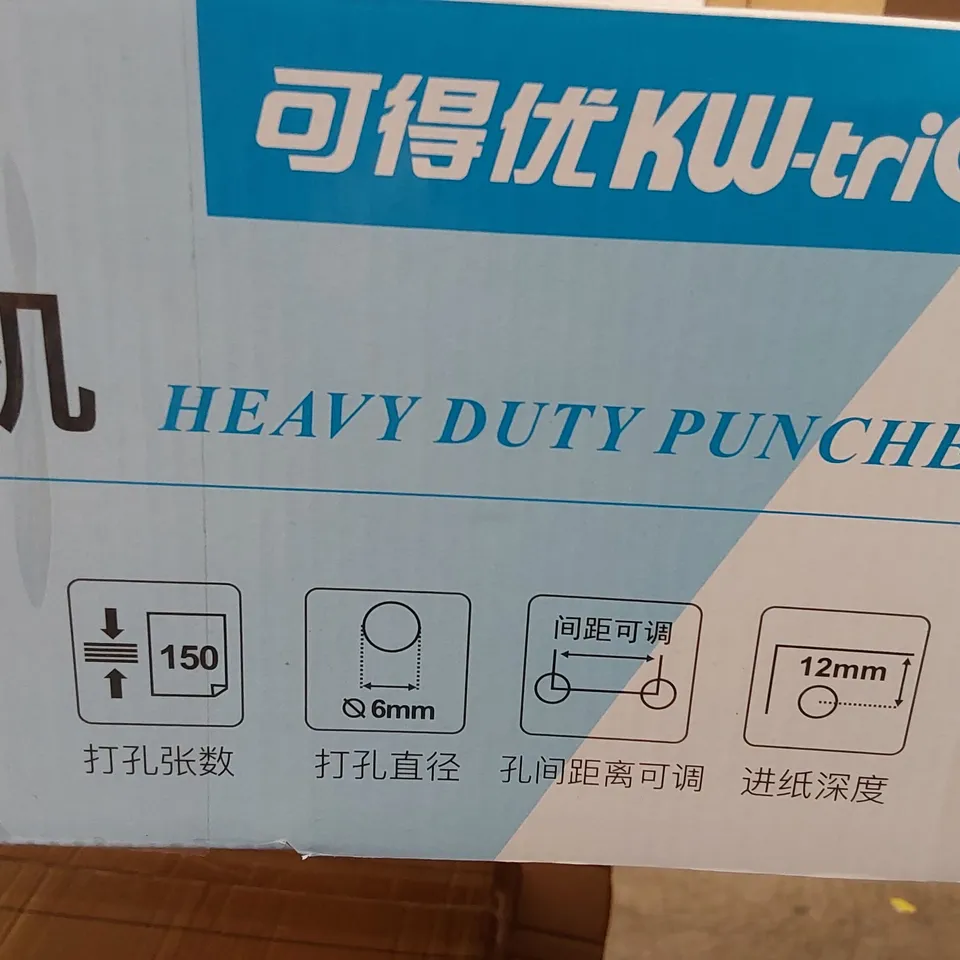 可得优KW-tri
机
HEAVY DUTY PUNCHE
150
Ø 6mm
间距可调
12mm
打孔张数
打孔直径
孔间距离可调
进纸深度